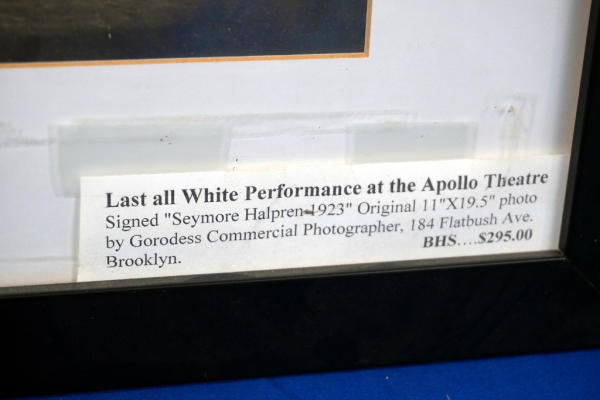 Last all White Performance at the Apollo Theatre
Signed "Seymore Halpren-1923" Original 11"X19.5" photo
by Gorodess Commercial Photographer, 184 Flatbush Ave.
Brooklyn.
BHS....$295.00